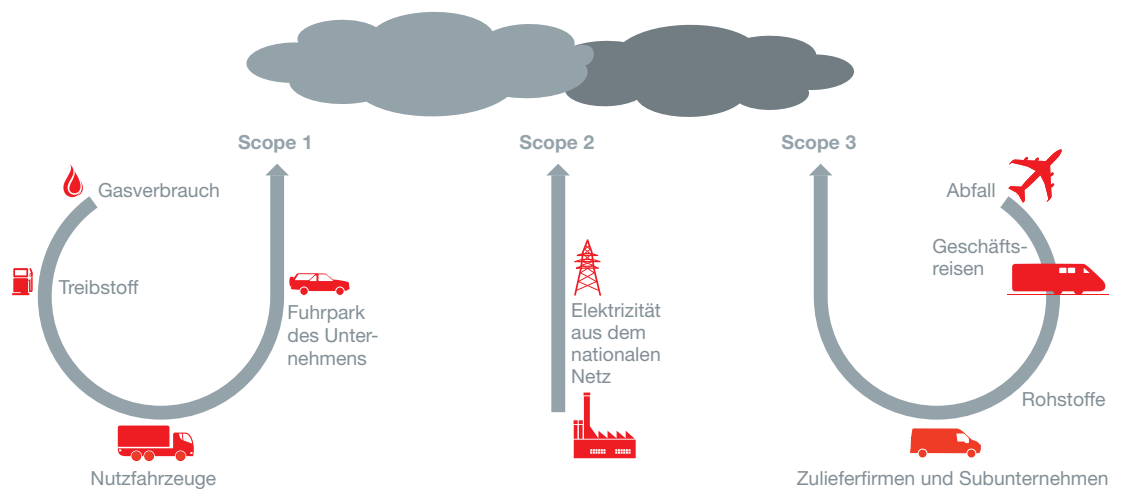 Scope 1
Scope 2
Scope 3
Gasverbrauch
Treibstoff
Fuhrpark
des Unter-
nehmens
Nutzfahrzeuge
Elektrizität
aus dem
nationalen
Netz
Abfall
Geschäfts-
reisen
Rohstoffe
Zulieferfirmen und Subunternehmen